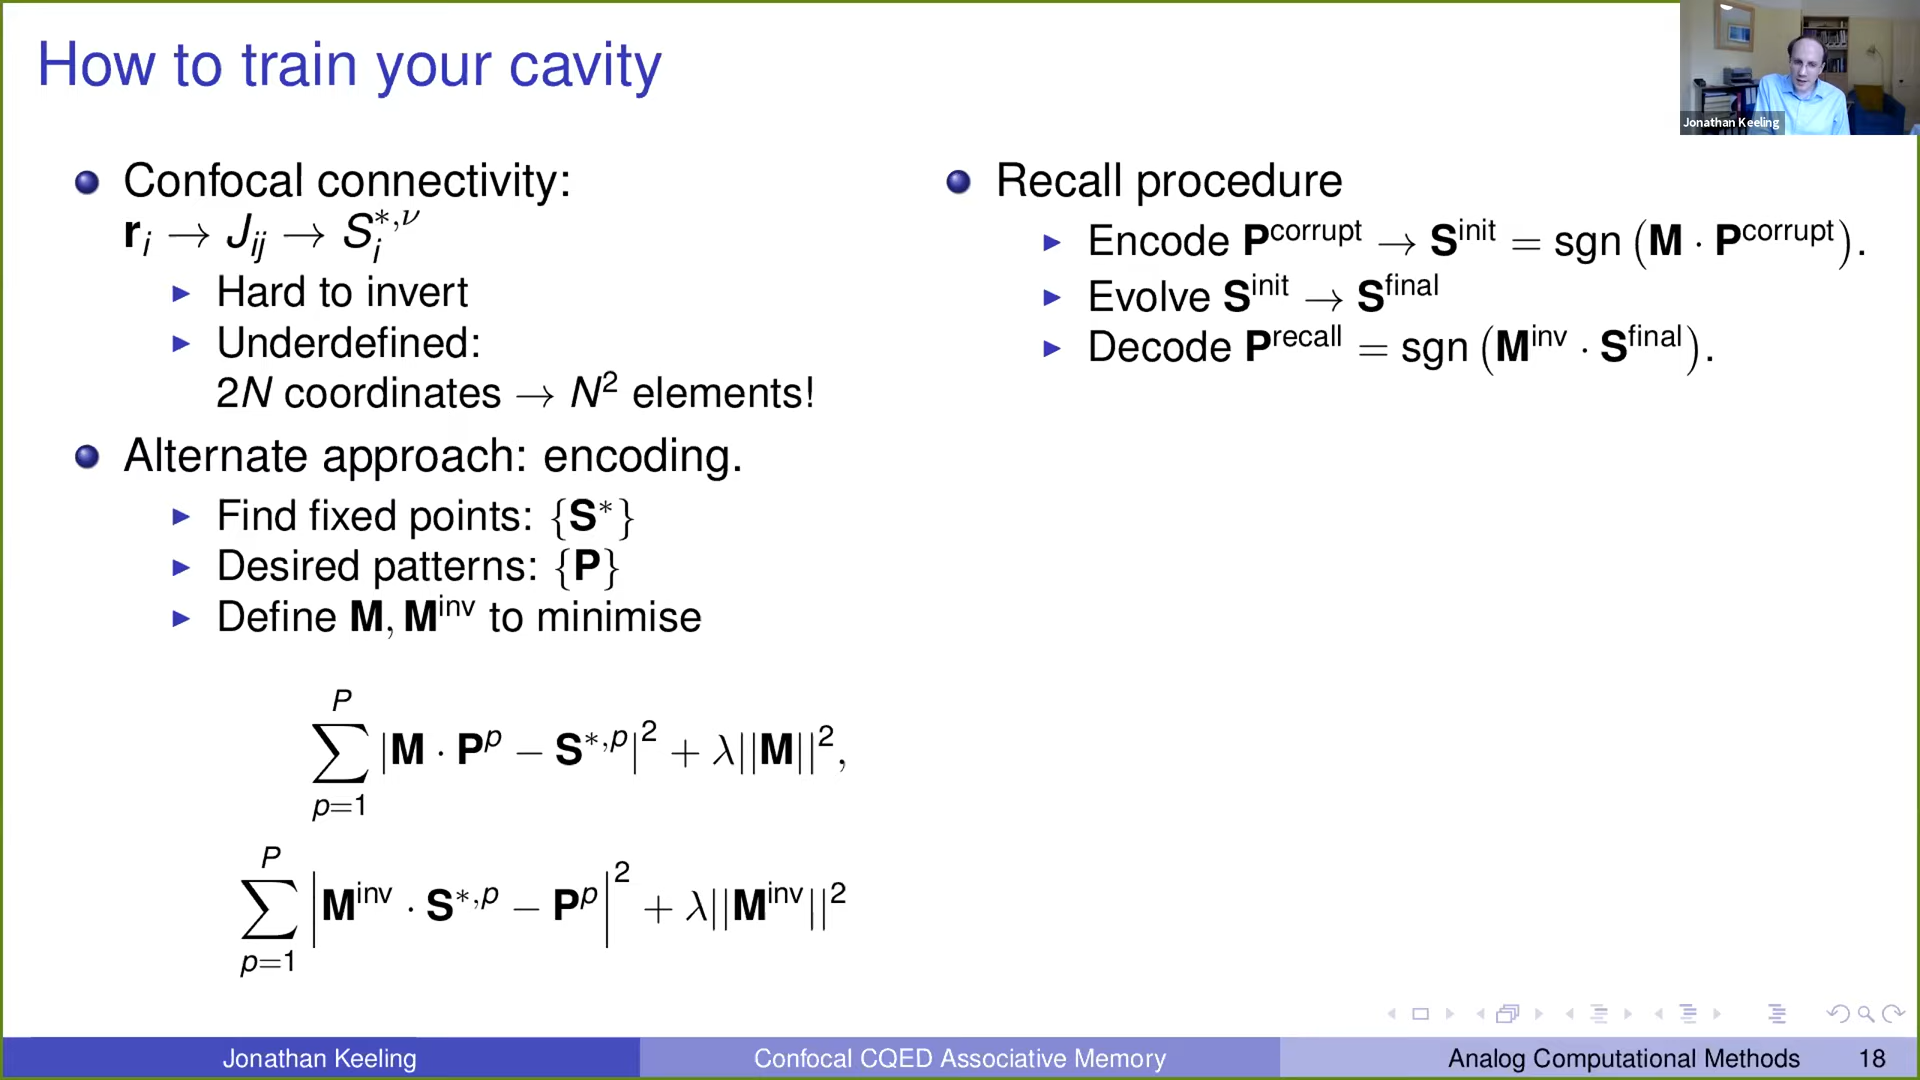 How to train your cavity
Jonathan Keeling
Confocal connectivity:
r_i → J_ij → S_i^{*,ν}
Hard to invert
Underdefined:
2N coordinates → N² elements!
Alternate approach: encoding.
Find fixed points: {S*}
Desired patterns: {P}
Define M, M^inv to minimise
∑_{p=1}^{P} |M · P^p − S^{*,p}|² + λ||M||²,
∑_{p=1}^{P} |M^inv · S^{*,p} − P^p|² + λ||M^inv||²
Recall procedure
Encode P^corrupt → S^init = sgn (M · P^corrupt).
Evolve S^init → S^final
Decode P^recall = sgn (M^inv · S^final).
Jonathan Keeling
Confocal CQED Associative Memory
Analog Computational Methods 18